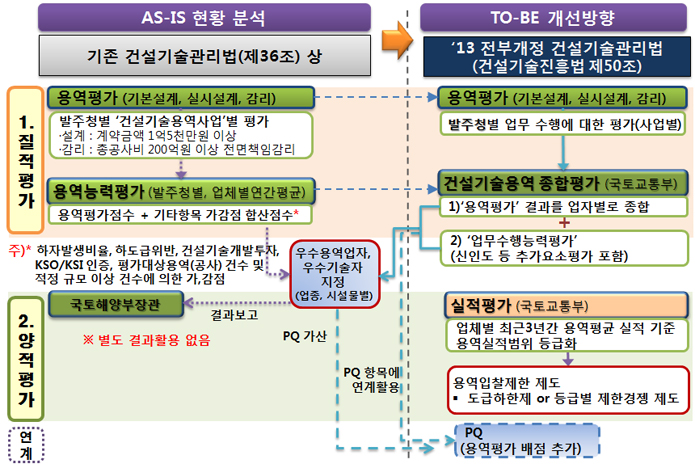 AS-IS 현황 분석
TO-BE 개선방향
기존 건설기술관리법(제36조) 상
‘13 전부개정 건설기술관리법
(건설기술진흥법 제50조)
1.
질적평가
용역평가 (기본설계, 실시설계, 감리)
발주청별 ‘건설기술용역사업’별 평가
·설계 : 계약금액 1억5천만원 이상
·감리 : 총공사비 200억원 이상 전면책임감리
용역능력평가 (발주청별, 업체별연간평균)
용역평가점수 + 기타항목 가감점 합산점수*
용역평가 (기본설계, 실시설계, 감리)
발주청별 업무 수행에 대한 평가(사업별)
건설기술용역 종합평가 (국토교통부)
1)‘용역평가’ 결과를 업자별로 종합
+
2) ‘업무수행능력평가’
(신인도 등 추가요소평가 포함)
주)* 하자발생비율, 하도급위반, 건설기술개발투자,
KSO/KSI 인증, 평가대상용역(공사) 건수 및
적정 규모 이상 건수에 의한 가,감점
우수용역업자,
우수기술자
지정
(업종, 시설물별)
2.
양적평가
국토해양부장관
결과보고
※ 별도 결과활용 없음
PQ 가산
PQ 항목에
연계활용
실적평가 (국토교통부)
업체별 최근3년간 용역평균 실적 기준
용역실적범위 등급화
용역입찰제한 제도
▪ 도급하한제 or 등급별 제한경쟁 제도
연계
PQ
(용역평가 배점 추가)